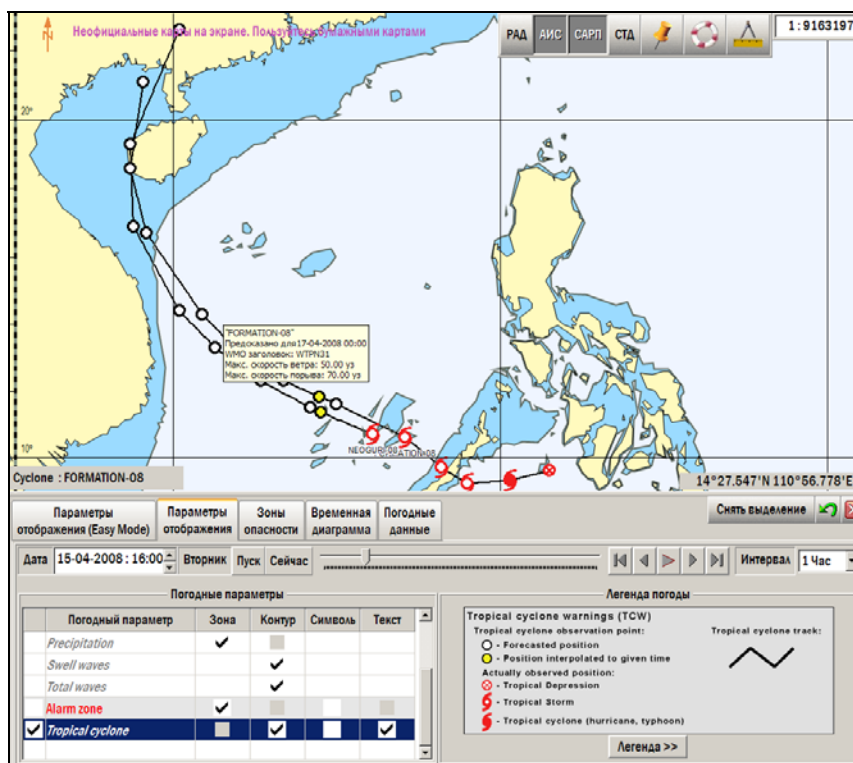 N
Неофициальные карты на экране. Пользуйтесь бумажными картами
РАД АИС САРП СТД
1:9163197
20°
"FORMATION-08"
Предсказано для 17-04-2008 00:00
WMO заголовок: WTPN31
Макс. скорость ветра: 50.00 уз
Макс. скорость порыва: 70.00 уз
10°
Cyclone : FORMATION-08
14°27.547'N 110°56.778'E
Параметры отображения (Easy Mode)
Параметры отображения
Зоны опасности
Временная диаграмма
Погодные данные
Снять выделение
Дата 15-04-2008 : 16:00 Вторник Пуск Сейчас
Интервал 1 Час
Погодные параметры
Погодный параметр Зона Контур Символь Текст
Precipitation
Swell waves
Total waves
Alarm zone
Tropical cyclone
Легенда погоды
Tropical cyclone warnings (TCW)
Tropical cyclone observation point:
Tropical cyclone track:
- Forecasted position
- Position interpolated to given time
Actually observed position:
- Tropical Depression
- Tropical Storm
- Tropical cyclone (hurricane, typhoon)
Легенда >>